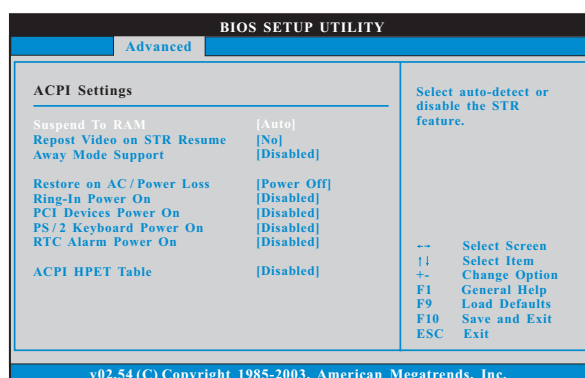 BIOS SETUP UTILITY
Advanced
ACPI Settings
Suspend To RAM [Auto]
Repost Video on STR Resume [No]
Away Mode Support [Disabled]
Restore on AC / Power Loss [Power Off]
Ring-In Power On [Disabled]
PCI Devices Power On [Disabled]
PS / 2 Keyboard Power On [Disabled]
RTC Alarm Power On [Disabled]
ACPI HPET Table [Disabled]
Select auto-detect or
disable the STR
feature.
←→ Select Screen
↑↓ Select Item
+- Change Option
F1 General Help
F9 Load Defaults
F10 Save and Exit
ESC Exit
v02.54 (C) Copyright 1985-2003, American Megatrends, Inc.